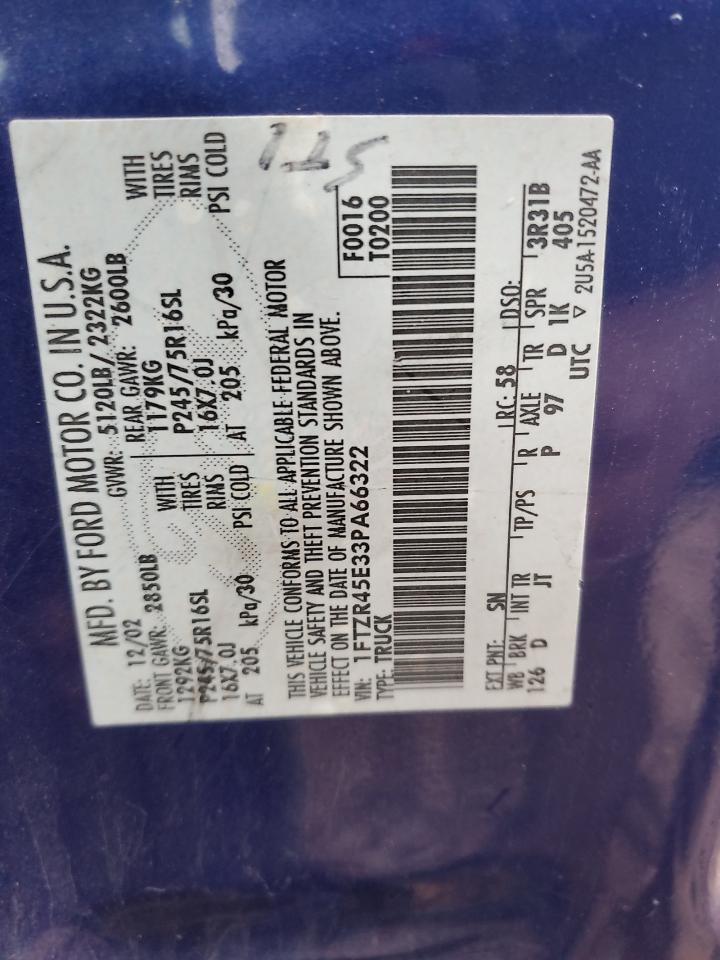 MFD. BY FORD MOTOR CO. IN U.S.A.
DATE: 12/02 GVWR: 5120LB/ 2322KG
FRONT GAWR: 2850LB REAR GAWR: 2600LB
1292KG WITH 1179KG WITH
P245/75R16SL TIRES P245/75R16SL TIRES
16X7.0J RIMS 16X7.0J RIMS
AT 205 kPa/30 PSI COLD AT 205 kPa/30 PSI COLD
THIS VEHICLE CONFORMS TO ALL APPLICABLE FEDERAL MOTOR
VEHICLE SAFETY AND THEFT PREVENTION STANDARDS IN
EFFECT ON THE DATE OF MANUFACTURE SHOWN ABOVE.
VIN: 1FTZR45E33PA66322 F0016
TYPE: TRUCK T0200
EXT PNT: SN RC: 58 DSO:
WB BRK INT TR TP/PS R AXLE TR SPR 3R31B
126 D JT P 97 D 1K 405
UTC ▽ 2U5A-1520472-AA